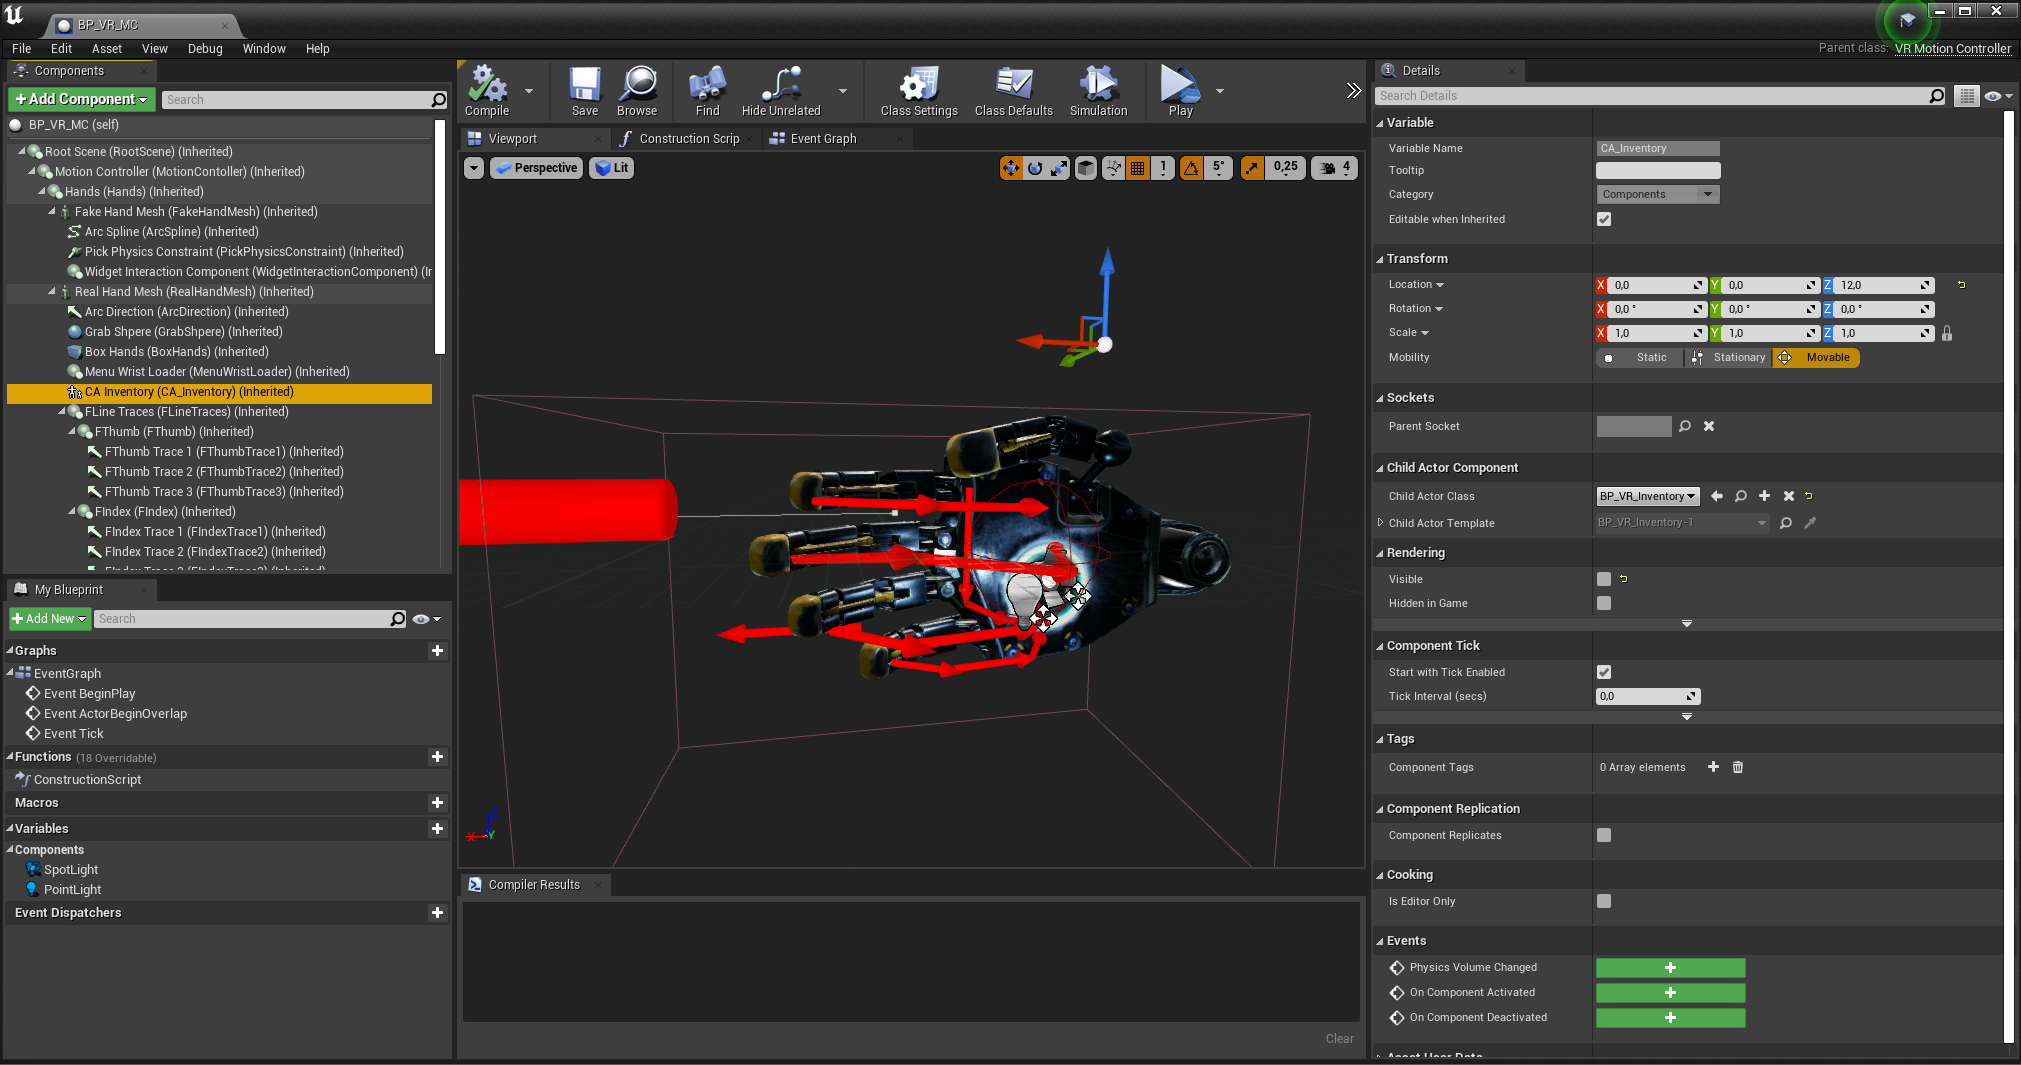 BP_VR_MC
File Edit Asset View Debug Window Help
Parent class: VR Motion Controller
Components
+Add Component
Search
BP_VR_MC (self)
Root Scene (RootScene) (Inherited)
Motion Controller (MotionContoller) (Inherited)
Hands (Hands) (Inherited)
Fake Hand Mesh (FakeHandMesh) (Inherited)
Arc Spline (ArcSpline) (Inherited)
Pick Physics Constraint (PickPhysicsConstraint) (Inherited)
Widget Interaction Component (WidgetInteractionComponent) (Ir
Real Hand Mesh (RealHandMesh) (Inherited)
Arc Direction (ArcDirection) (Inherited)
Grab Shpere (GrabShpere) (Inherited)
Box Hands (BoxHands) (Inherited)
Menu Wrist Loader (MenuWristLoader) (Inherited)
CA Inventory (CA_Inventory) (Inherited)
FLine Traces (FLineTraces) (Inherited)
FThumb (FThumb) (Inherited)
FThumb Trace 1 (FThumbTrace1) (Inherited)
FThumb Trace 2 (FThumbTrace2) (Inherited)
FThumb Trace 3 (FThumbTrace3) (Inherited)
FIndex (FIndex) (Inherited)
FIndex Trace 1 (FIndexTrace1) (Inherited)
FIndex Trace 2 (FIndexTrace2) (Inherited)
My Blueprint
+Add New
Search
Graphs
EventGraph
Event BeginPlay
Event ActorBeginOverlap
Event Tick
Functions (18 Overridable)
ConstructionScript
Macros
Variables
Components
SpotLight
PointLight
Event Dispatchers
Compile Save Browse Find Hide Unrelated Class Settings Class Defaults Simulation Play
Viewport Construction Scrip Event Graph
Perspective Lit
1 5° 0,25 4
X Z Y
Compiler Results
Clear
Details
Search Details
Variable
Variable Name CA_Inventory
Tooltip
Category Components
Editable when Inherited
Transform
Location X 0,0 Y 0,0 Z 12,0
Rotation X 0,0 ° Y 0,0 ° Z 0,0 °
Scale X 1,0 Y 1,0 Z 1,0
Mobility Static Stationary Movable
Sockets
Parent Socket
Child Actor Component
Child Actor Class BP_VR_Inventory
Child Actor Template BP_VR_Inventory-1
Rendering
Visible
Hidden in Game
Component Tick
Start with Tick Enabled
Tick Interval (secs) 0,0
Tags
Component Tags 0 Array elements
Component Replication
Component Replicates
Cooking
Is Editor Only
Events
Physics Volume Changed
On Component Activated
On Component Deactivated